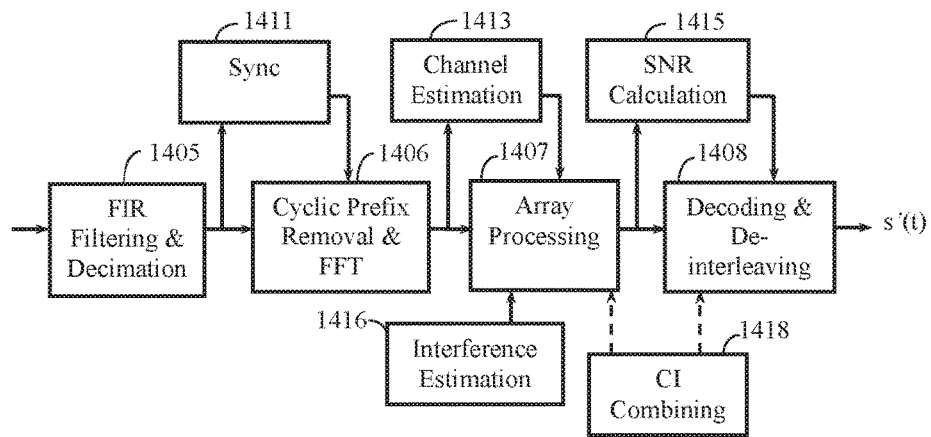 1411
1413
1415
Sync
Channel
Estimation
SNR
Calculation
1405
1406
1407
1408
FIR
Filtering &
Decimation
Cyclic Prefix
Removal &
FFT
Array
Processing
Decoding &
De-
interleaving
s´(t)
1416
1418
Interference
Estimation
CI
Combining